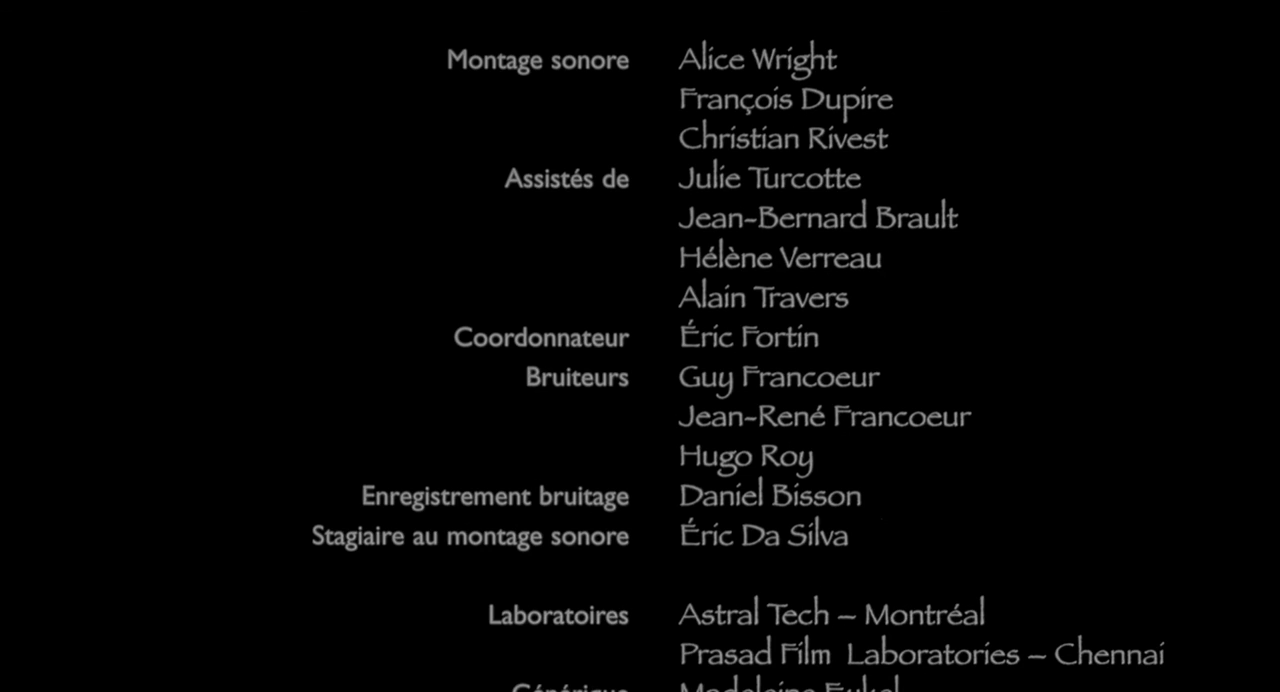 Montage sonore Alice Wright
François Dupire
Christian Rivest
Assistés de Julie Turcotte
Jean-Bernard Brault
Hélène Verreau
Alain Travers
Coordonnateur Éric Fortin
Bruiteurs Guy Francoeur
Jean-René Francoeur
Hugo Roy
Enregistrement bruitage Daniel Bisson
Stagiaire au montage sonore Éric Da Silva
Laboratoires Astral Tech – Montréal
Prasad Film Laboratories – Chennai
Générique Madeleine